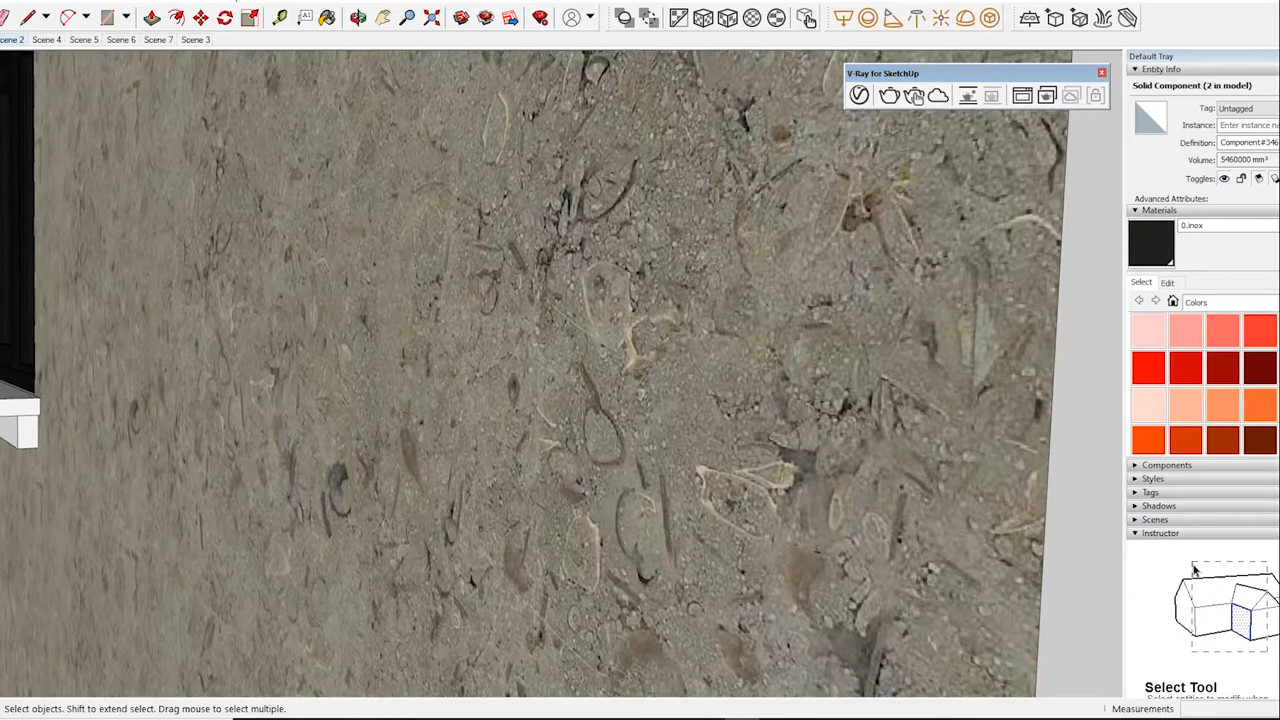 Scene 2
Scene 4
Scene 5
Scene 6
Scene 7
Scene 3
V-Ray for SketchUp
Default Tray
Entity Info
Solid Component (2 in model)
Tag:
Untagged
Instance:
Enter instance
Definition:
Component#346
Volume:
5460000 mm³
Toggles:
Advanced Attributes:
Materials
0.inox
Select
Edit
Colors
Components
Styles
Tags
Shadows
Scenes
Instructor
Select Tool
Select objects. Shift to extend select. Drag mouse to select multiple.
Measurements